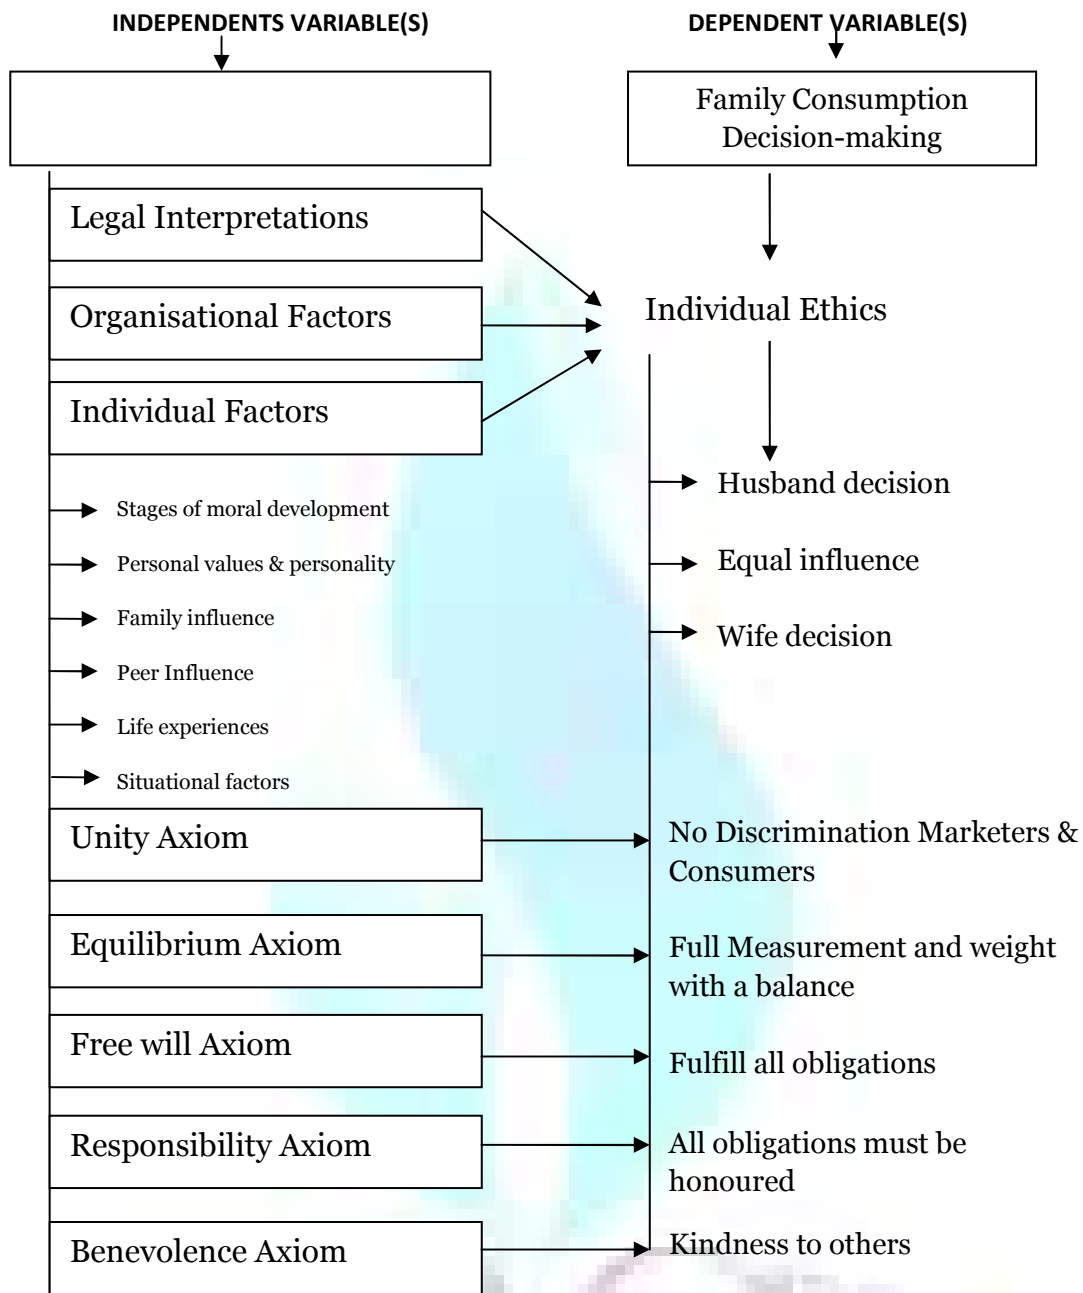 INDEPENDENTS VARIABLE(S)
DEPENDENT VARIABLE(S)
Family Consumption
Decision-making
Legal Interpretations
Organisational Factors
Individual Factors
Individual Ethics
Stages of moral development
Personal values & personality
Family influence
Peer Influence
Life experiences
Situational factors
Husband decision
Equal influence
Wife decision
Unity Axiom
No Discrimination Marketers &
Consumers
Equilibrium Axiom
Full Measurement and weight
with a balance
Free will Axiom
Fulfill all obligations
Responsibility Axiom
All obligations must be
honoured
Benevolence Axiom
Kindness to others